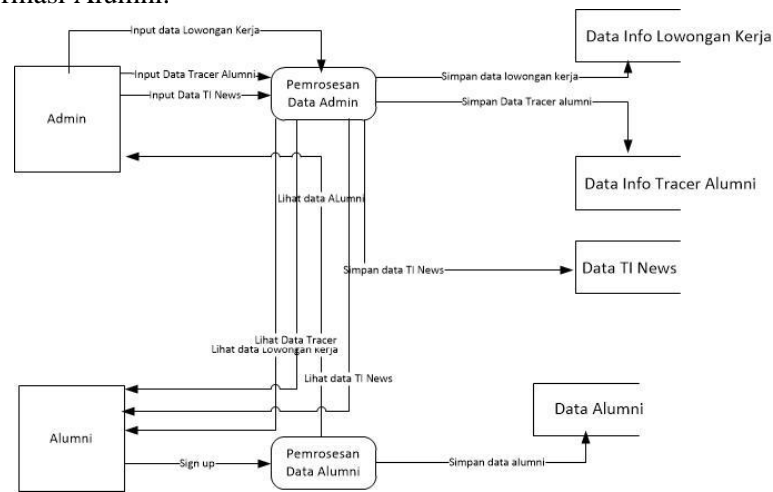 rmasi Alumni.
Input data Lowongan Kerja
Data Info Lowongan Kerja
Input Data Tracer Alumni
Pemrosesan
Data Admin
Simpan data lowongan kerja
Input Data TI News
Simpan Data Tracer alumni
Admin
Data Info Tracer Alumni
Lihat data ALumni
Simpan data TI News
Data TI News
Lihat Data Tracer
Lihat data Lowongan kerja
Lihat data TI News
Data Alumni
Alumni
Sign up
Pemrosesan
Data Alumni
Simpan data alumni